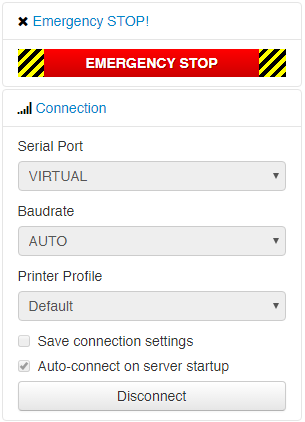 Emergency STOP!
EMERGENCY STOP
Connection
Serial Port
VIRTUAL
Baudrate
AUTO
Printer Profile
Default
Save connection settings
Auto-connect on server startup
Disconnect